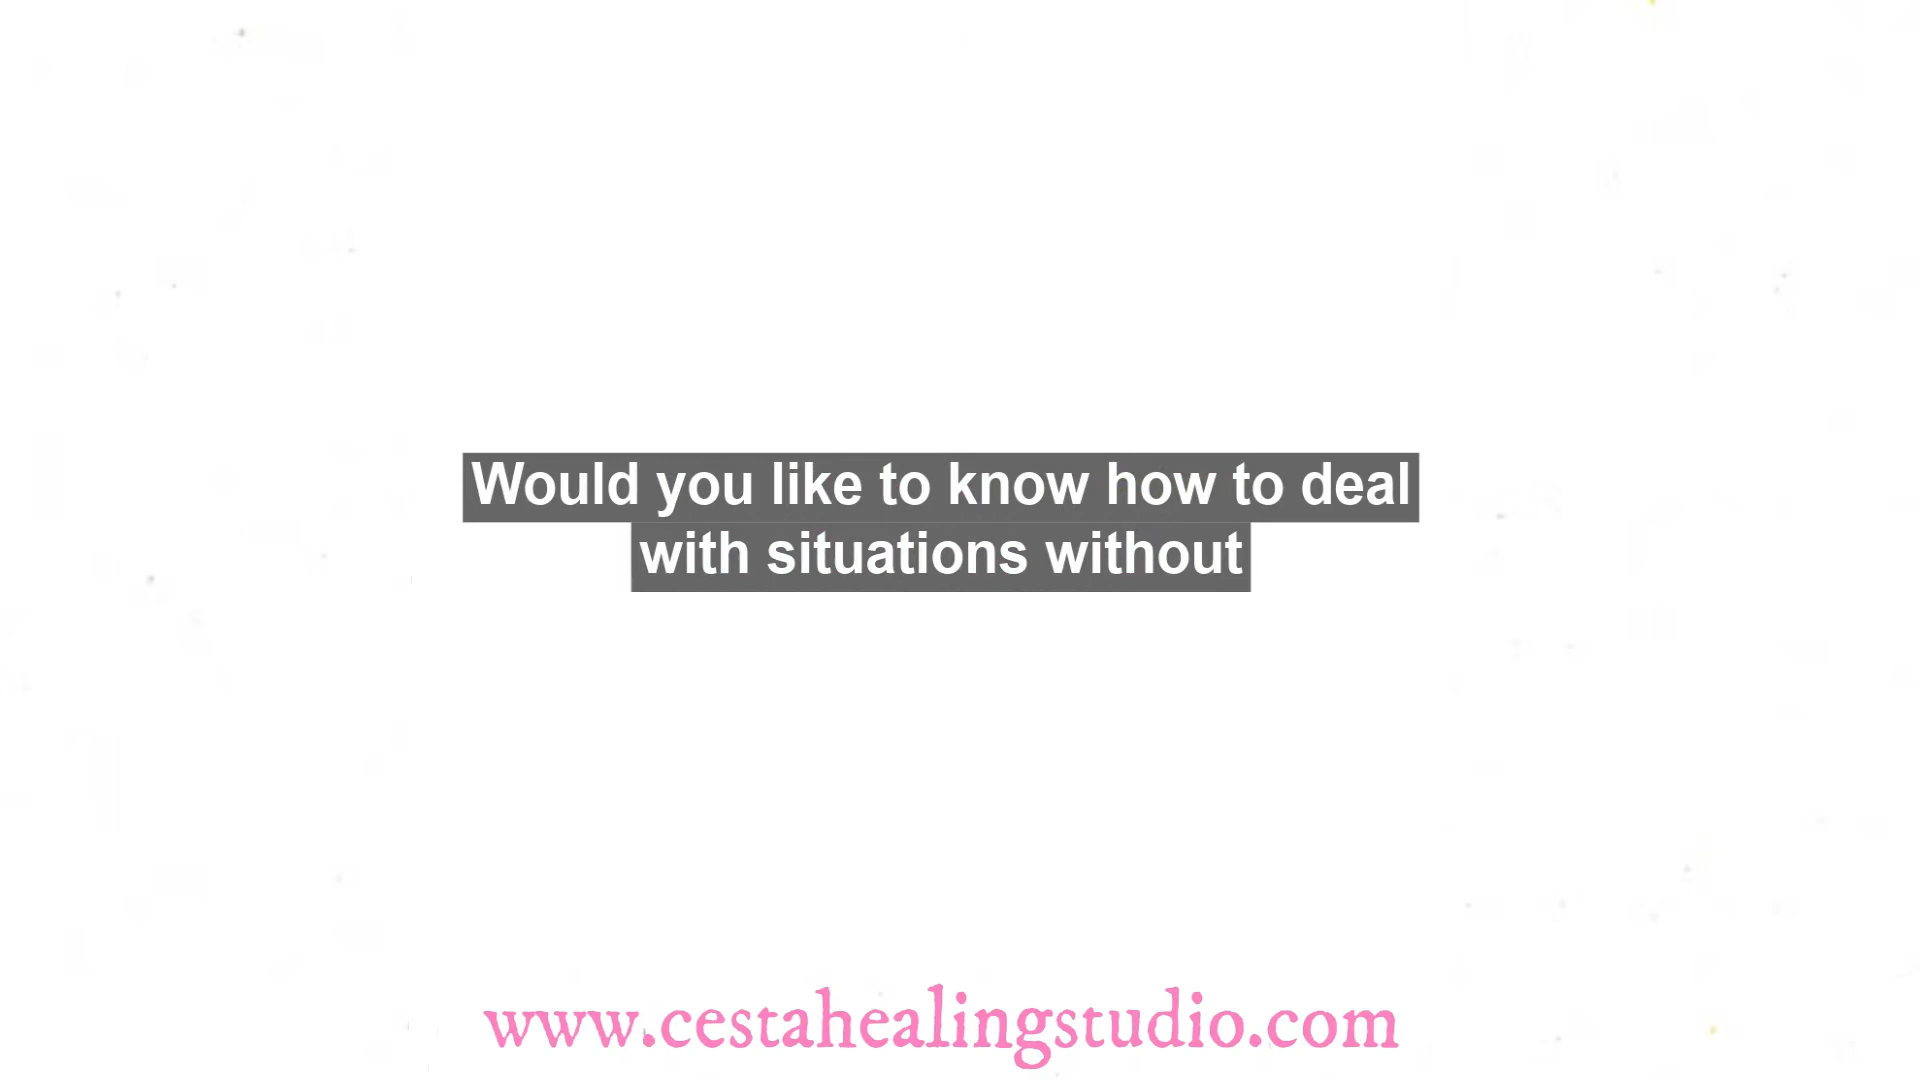 Would you like to know how to deal
with situations without
www.cestahealingstudio.com